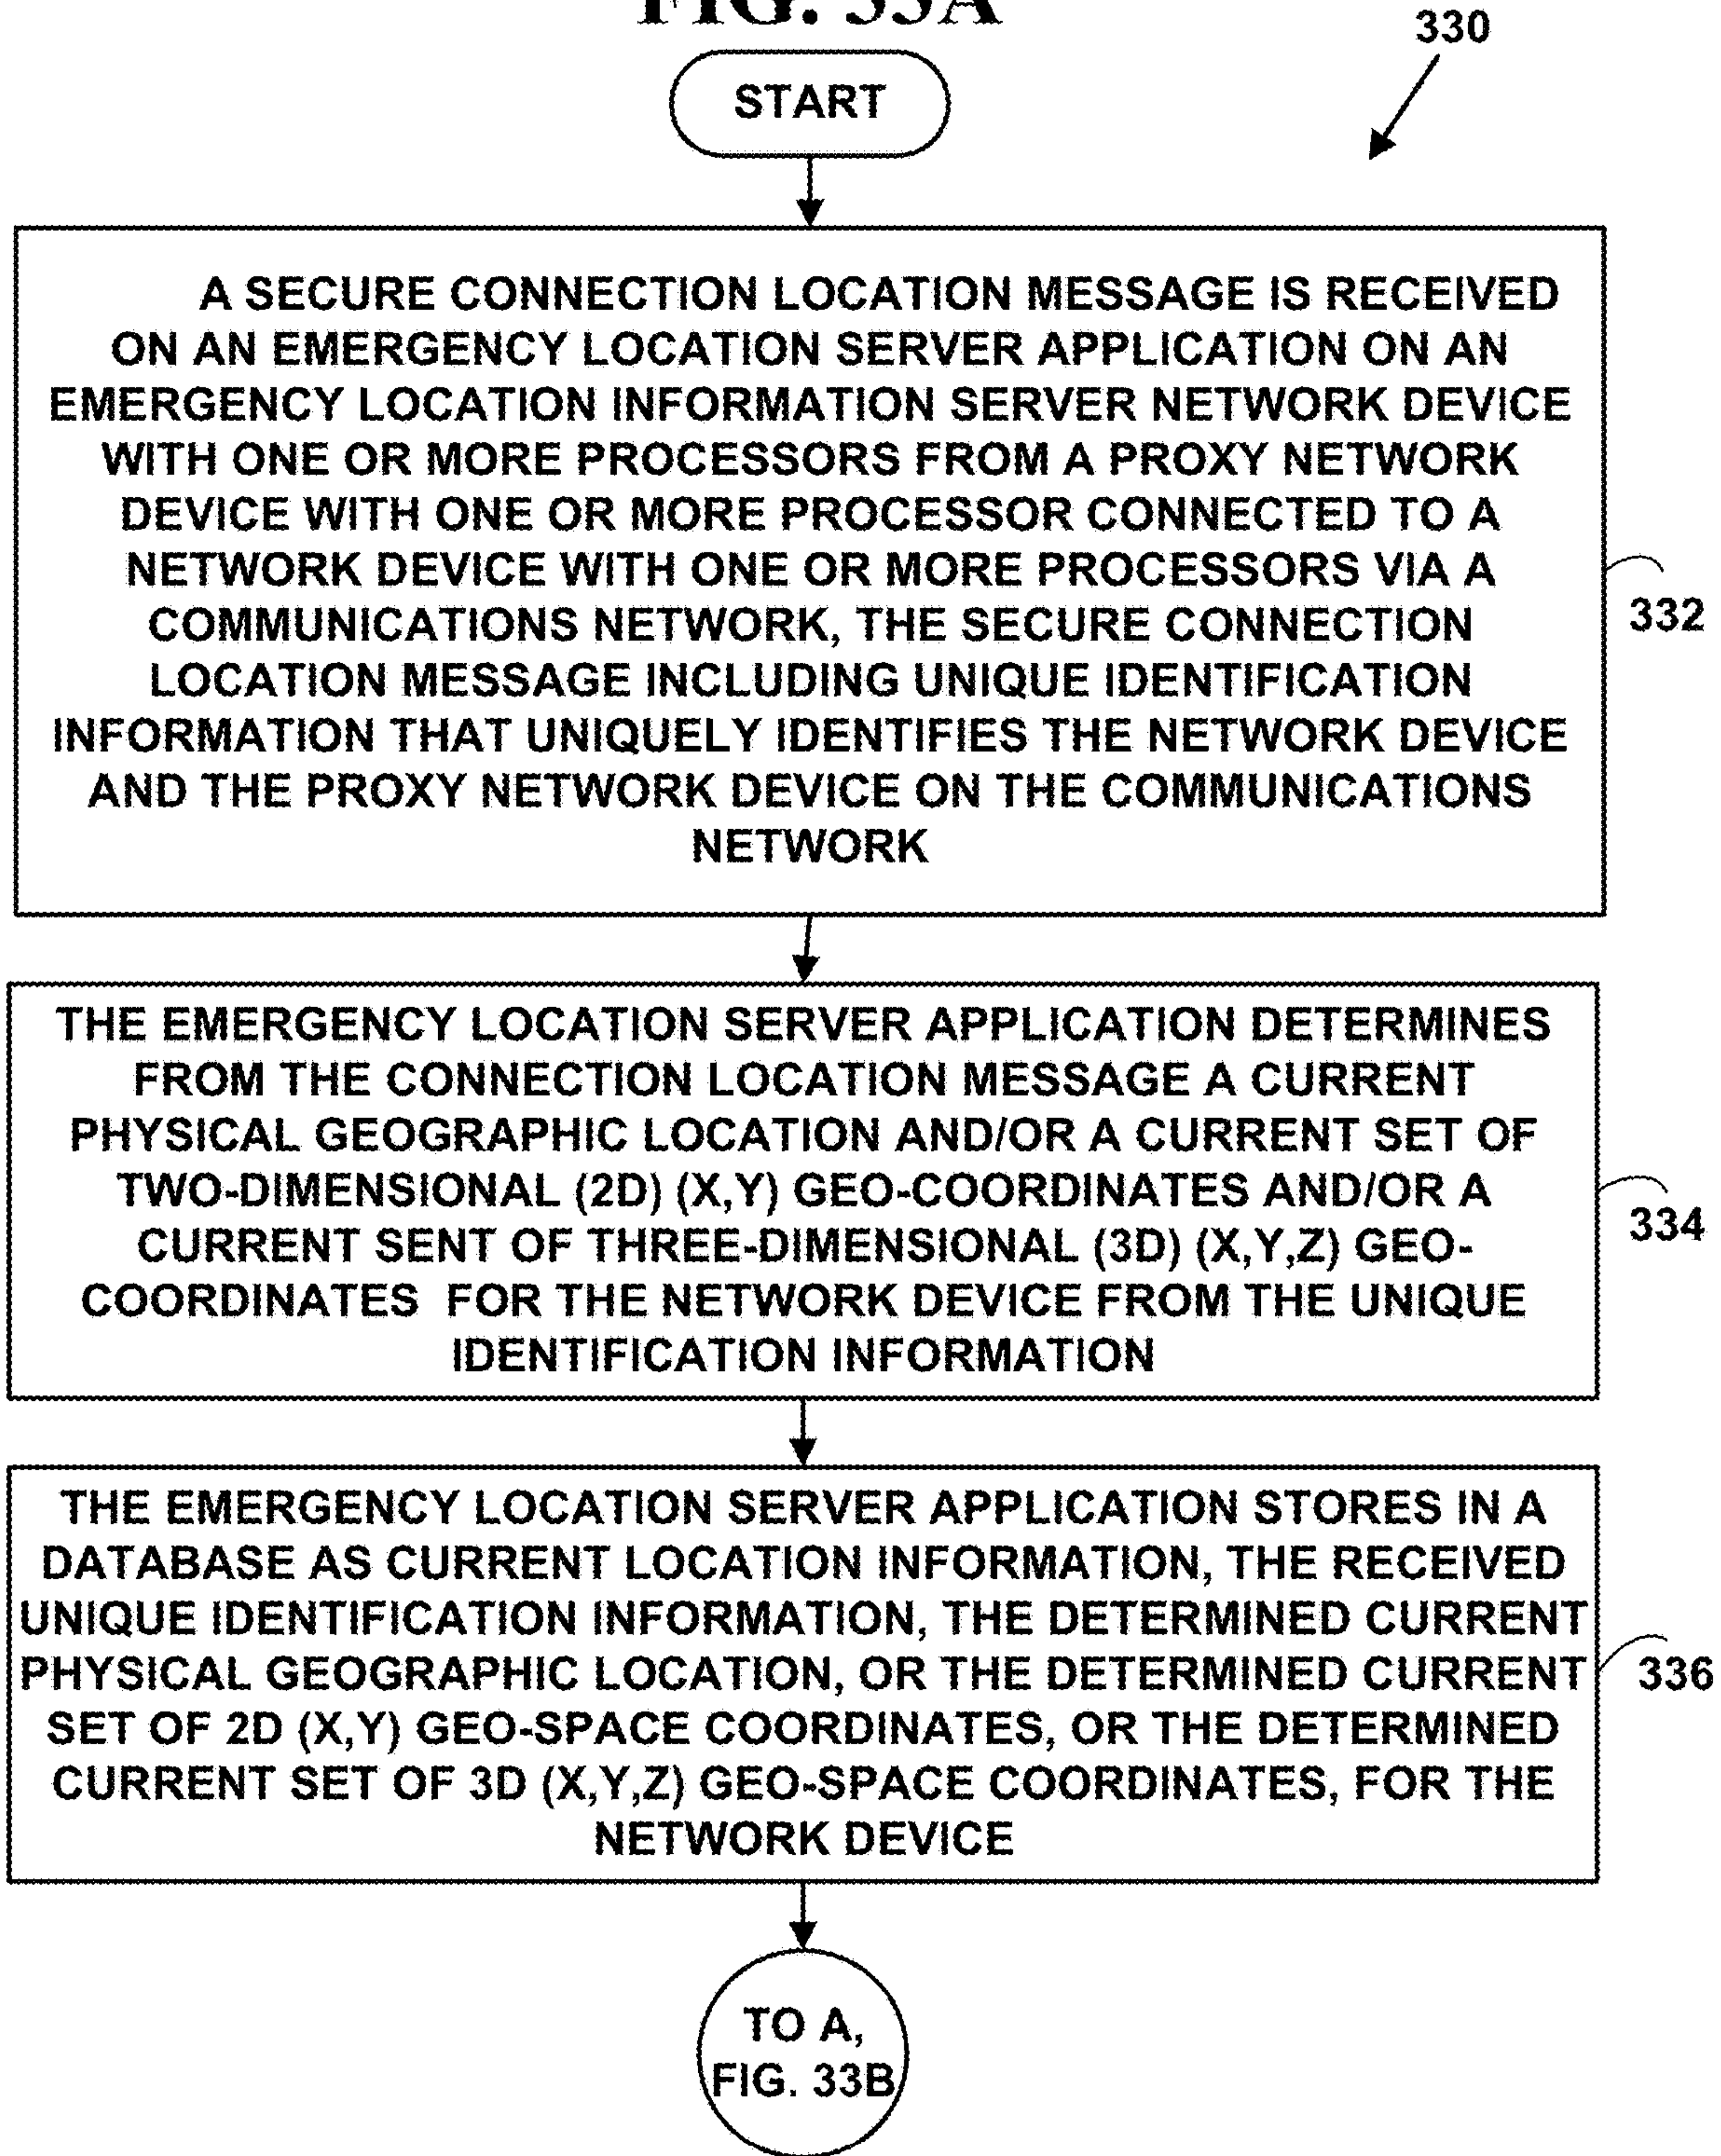 FIG. 33A
330
START
A SECURE CONNECTION LOCATION MESSAGE IS RECEIVED
ON AN EMERGENCY LOCATION SERVER APPLICATION ON AN
EMERGENCY LOCATION INFORMATION SERVER NETWORK DEVICE
WITH ONE OR MORE PROCESSORS FROM A PROXY NETWORK
DEVICE WITH ONE OR MORE PROCESSOR CONNECTED TO A
NETWORK DEVICE WITH ONE OR MORE PROCESSORS VIA A
COMMUNICATIONS NETWORK, THE SECURE CONNECTION
LOCATION MESSAGE INCLUDING UNIQUE IDENTIFICATION
INFORMATION THAT UNIQUELY IDENTIFIES THE NETWORK DEVICE
AND THE PROXY NETWORK DEVICE ON THE COMMUNICATIONS
NETWORK
332
THE EMERGENCY LOCATION SERVER APPLICATION DETERMINES
FROM THE CONNECTION LOCATION MESSAGE A CURRENT
PHYSICAL GEOGRAPHIC LOCATION AND/OR A CURRENT SET OF
TWO-DIMENSIONAL (2D) (X,Y) GEO-COORDINATES AND/OR A
CURRENT SENT OF THREE-DIMENSIONAL (3D) (X,Y,Z) GEO-
COORDINATES FOR THE NETWORK DEVICE FROM THE UNIQUE
IDENTIFICATION INFORMATION
334
THE EMERGENCY LOCATION SERVER APPLICATION STORES IN A
DATABASE AS CURRENT LOCATION INFORMATION, THE RECEIVED
UNIQUE IDENTIFICATION INFORMATION, THE DETERMINED CURRENT
PHYSICAL GEOGRAPHIC LOCATION, OR THE DETERMINED CURRENT
SET OF 2D (X,Y) GEO-SPACE COORDINATES, OR THE DETERMINED
CURRENT SET OF 3D (X,Y,Z) GEO-SPACE COORDINATES, FOR THE
NETWORK DEVICE
336
TO A,
FIG. 33B